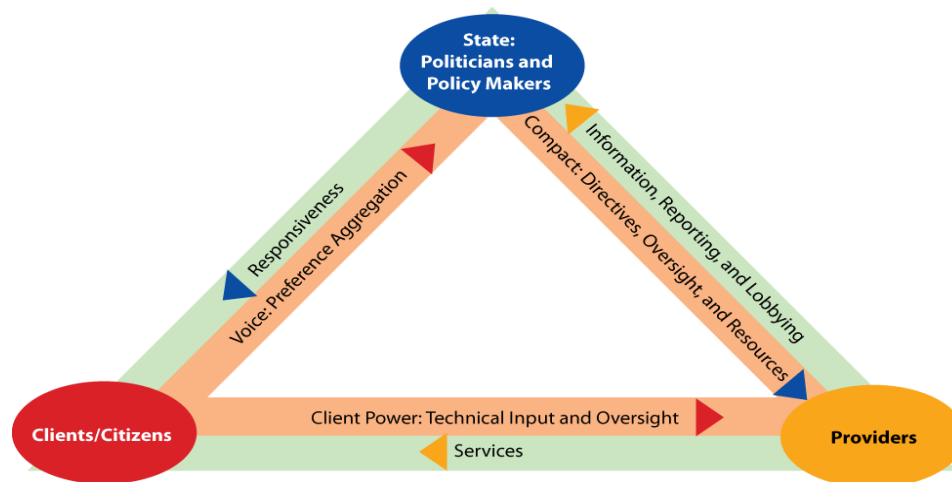 State:
Politicians and
Policy Makers
Responsiveness
Voice: Preference Aggregation
Compact: Directives, Oversight, and Resources
Information, Reporting, and Lobbying
Clients/Citizens
Client Power: Technical Input and Oversight
Services
Providers